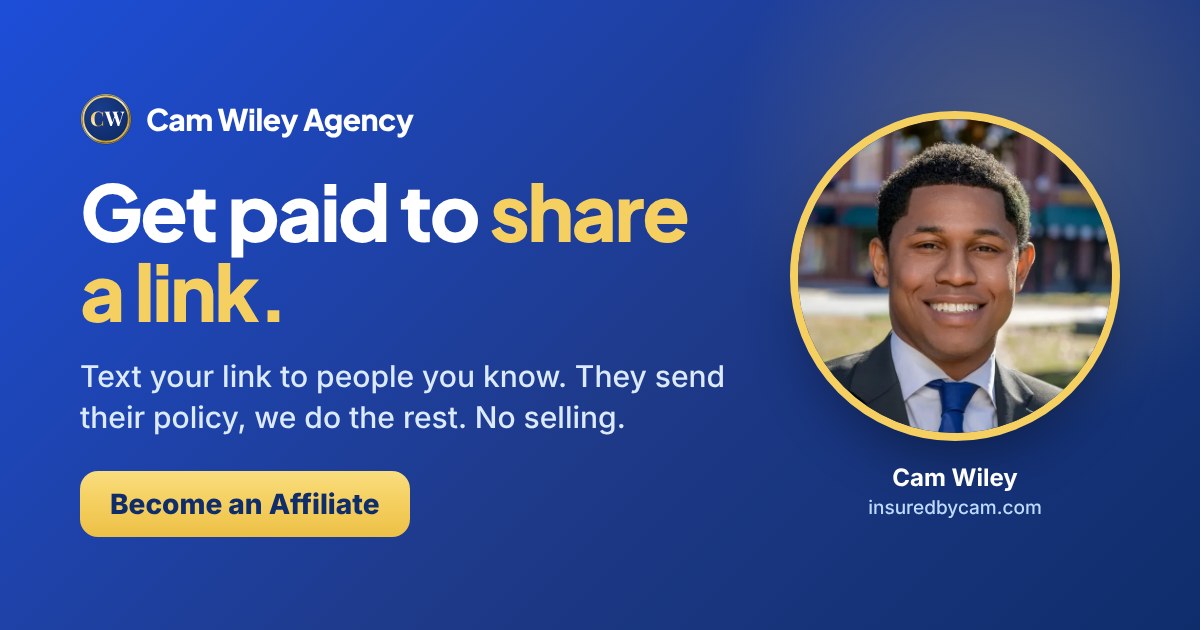 CW
Cam Wiley Agency
Get paid to share
a link.
Text your link to people you know. They send
their policy, we do the rest. No selling.
Become an Affiliate
Cam Wiley
insuredbycam.com